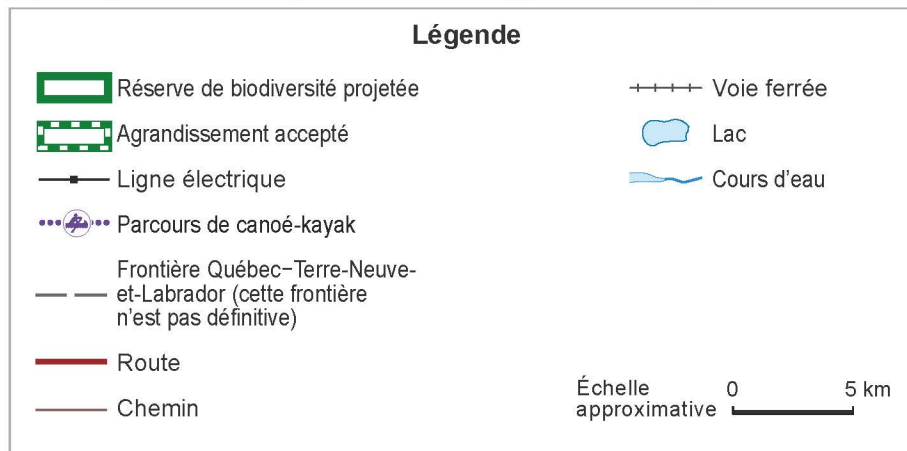 Légende
Réserve de biodiversité projetée
Agrandissement accepté
Ligne électrique
Parcours de canoé-kayak
Frontière Québec–Terre-Neuve-
et-Labrador (cette frontière
n'est pas définitive)
Route
Chemin
Voie ferrée
Lac
Cours d'eau
Échelle
approximative
0 5 km